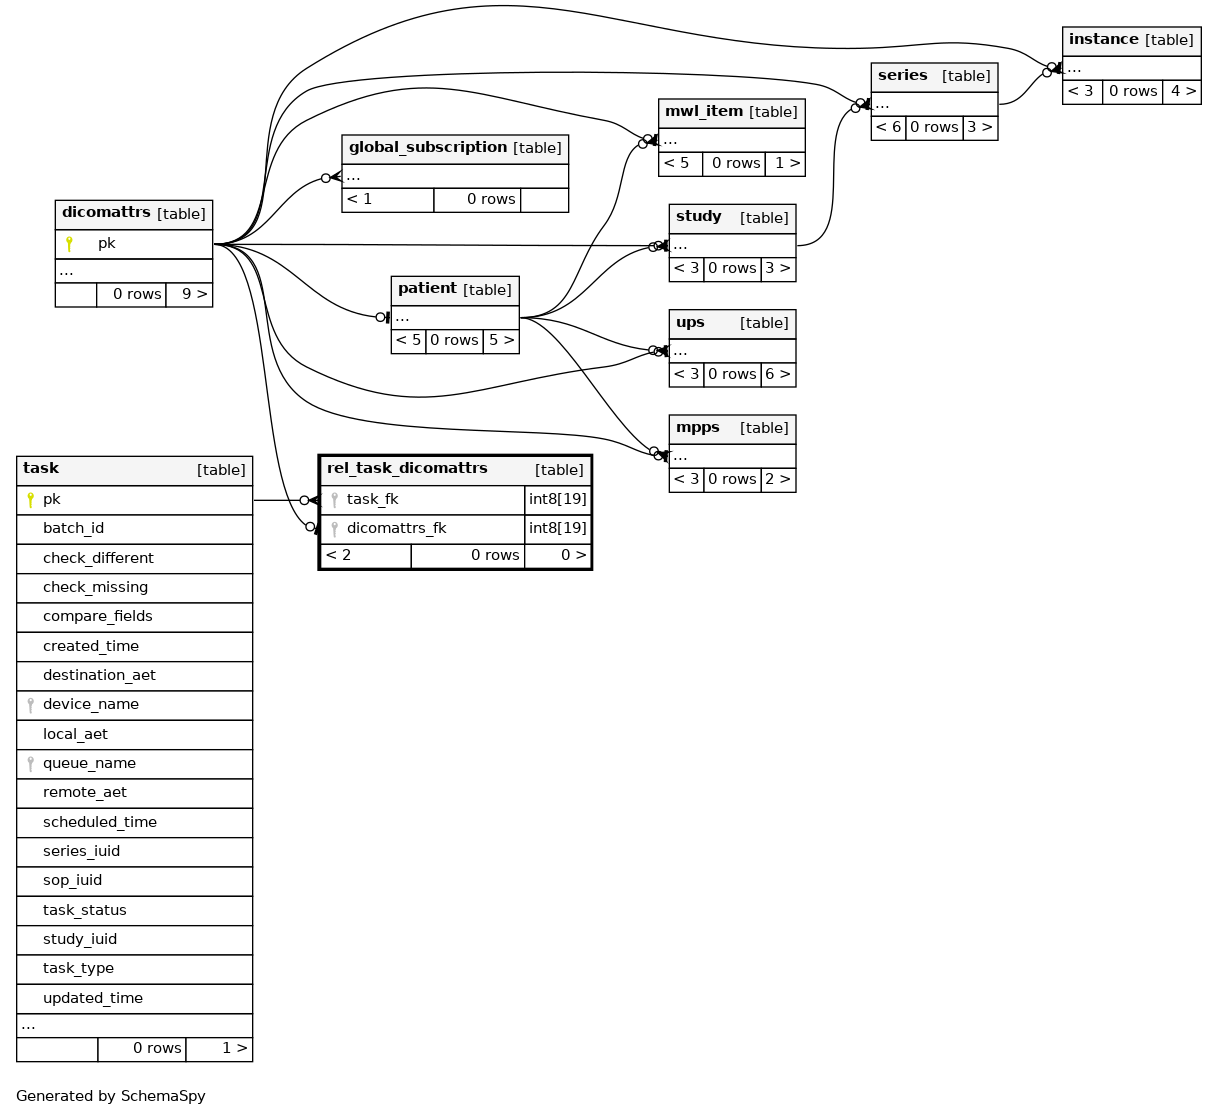 instance [table]
...
< 3 0 rows 4 >
series [table]
...
< 6 0 rows 3 >
mwl_item [table]
...
< 5 0 rows 1 >
global_subscription [table]
...
< 1 0 rows
dicomattrs [table]
pk
...
0 rows 9 >
study [table]
...
< 3 0 rows 3 >
patient [table]
...
< 5 0 rows 5 >
ups [table]
...
< 3 0 rows 6 >
mpps [table]
...
< 3 0 rows 2 >
rel_task_dicomattrs [table]
task_fk int8[19]
dicomattrs_fk int8[19]
< 2 0 rows 0 >
task [table]
pk
batch_id
check_different
check_missing
compare_fields
created_time
destination_aet
device_name
local_aet
queue_name
remote_aet
scheduled_time
series_iuid
sop_iuid
task_status
study_iuid
task_type
updated_time
...
0 rows 1 >
Generated by SchemaSpy